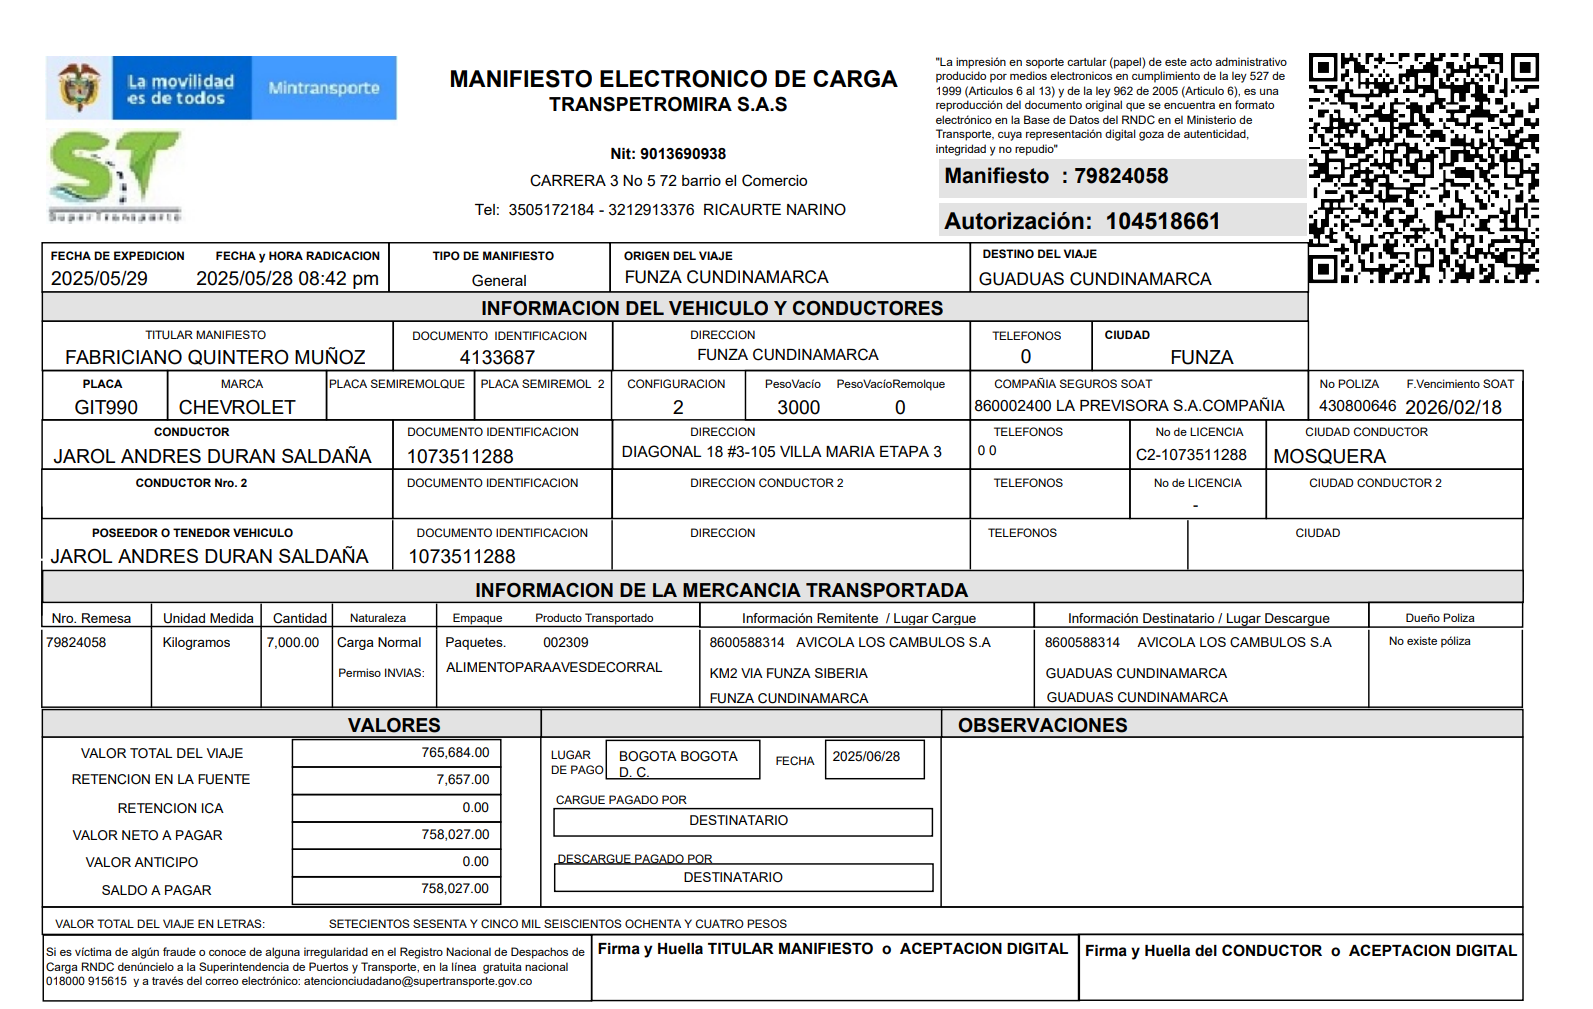 La movilidad
es de todos
Mintransporte
ST
SuperTransporte
MANIFIESTO ELECTRONICO DE CARGA
TRANSPETROMIRA S.A.S
Nit: 9013690938
CARRERA 3 No 5 72 barrio el Comercio
Tel: 3505172184 - 3212913376 RICAURTE NARINO
"La impresión en soporte cartular (papel) de este acto administrativo
producido por medios electronicos en cumplimiento de la ley 527 de
1999 (Articulos 6 al 13) y de la ley 962 de 2005 (Articulo 6), es una
reproducción del documento original que se encuentra en formato
electrónico en la Base de Datos del RNDC en el Ministerio de
Transporte, cuya representación digital goza de autenticidad,
integridad y no repudio"
Manifiesto : 79824058
Autorización: 104518661
FECHA DE EXPEDICION FECHA y HORA RADICACION TIPO DE MANIFIESTO ORIGEN DEL VIAJE DESTINO DEL VIAJE
2025/05/29 2025/05/28 08:42 pm General FUNZA CUNDINAMARCA GUADUAS CUNDINAMARCA
INFORMACION DEL VEHICULO Y CONDUCTORES
TITULAR MANIFIESTO DOCUMENTO IDENTIFICACION DIRECCION TELEFONOS CIUDAD
FABRICIANO QUINTERO MUÑOZ 4133687 FUNZA CUNDINAMARCA 0 FUNZA
PLACA MARCA PLACA SEMIREMOLQUE PLACA SEMIREMOL 2 CONFIGURACION PesoVacío PesoVacíoRemolque COMPAÑIA SEGUROS SOAT No POLIZA F.Vencimiento SOAT
GIT990 CHEVROLET 2 3000 0 860002400 LA PREVISORA S.A.COMPAÑIA 430800646 2026/02/18
CONDUCTOR DOCUMENTO IDENTIFICACION DIRECCION TELEFONOS No de LICENCIA CIUDAD CONDUCTOR
JAROL ANDRES DURAN SALDAÑA 1073511288 DIAGONAL 18 #3-105 VILLA MARIA ETAPA 3 0 0 C2-1073511288 MOSQUERA
CONDUCTOR Nro. 2 DOCUMENTO IDENTIFICACION DIRECCION CONDUCTOR 2 TELEFONOS No de LICENCIA CIUDAD CONDUCTOR 2
-
POSEEDOR O TENEDOR VEHICULO DOCUMENTO IDENTIFICACION DIRECCION TELEFONOS CIUDAD
JAROL ANDRES DURAN SALDAÑA 1073511288
INFORMACION DE LA MERCANCIA TRANSPORTADA
Nro. Remesa Unidad Medida Cantidad Naturaleza Empaque Producto Transportado Información Remitente / Lugar Cargue Información Destinatario / Lugar Descargue Dueño Poliza
79824058 Kilogramos 7,000.00 Carga Normal Paquetes. 002309 8600588314 AVICOLA LOS CAMBULOS S.A 8600588314 AVICOLA LOS CAMBULOS S.A No existe póliza
Permiso INVIAS: ALIMENTOPARAAVESDECORRAL KM2 VIA FUNZA SIBERIA GUADUAS CUNDINAMARCA
FUNZA CUNDINAMARCA GUADUAS CUNDINAMARCA
VALORES OBSERVACIONES
VALOR TOTAL DEL VIAJE 765,684.00
RETENCION EN LA FUENTE 7,657.00
RETENCION ICA 0.00
VALOR NETO A PAGAR 758,027.00
VALOR ANTICIPO 0.00
SALDO A PAGAR 758,027.00
LUGAR
DE PAGO
BOGOTA BOGOTA
D. C.
FECHA 2025/06/28
CARGUE PAGADO POR
DESTINATARIO
DESCARGUE PAGADO POR
DESTINATARIO
VALOR TOTAL DEL VIAJE EN LETRAS: SETECIENTOS SESENTA Y CINCO MIL SEISCIENTOS OCHENTA Y CUATRO PESOS
Si es víctima de algún fraude o conoce de alguna irregularidad en el Registro Nacional de Despachos de
Carga RNDC denúncielo a la Superintendencia de Puertos y Transporte, en la línea gratuita nacional
018000 915615 y a través del correo electrónico: atencionciudadano@supertransporte.gov.co
Firma y Huella TITULAR MANIFIESTO o ACEPTACION DIGITAL
Firma y Huella del CONDUCTOR o ACEPTACION DIGITAL